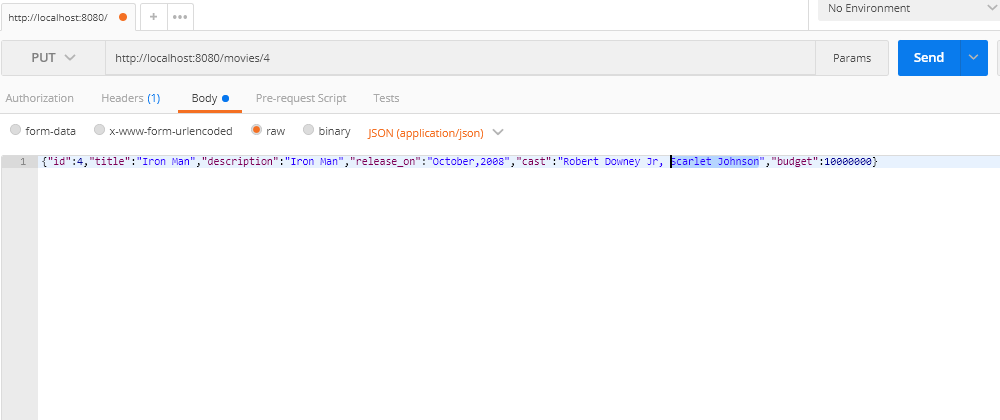 http://localhost:8080/
No Environment
PUT http://localhost:8080/movies/4 Params Send
Authorization Headers (1) Body Pre-request Script Tests
form-data x-www-form-urlencoded raw binary JSON (application/json)
1 {"id":4,"title":"Iron Man","description":"Iron Man","release_on":"October,2008","cast":"Robert Downey Jr, Scarlet Johnson","budget":10000000}